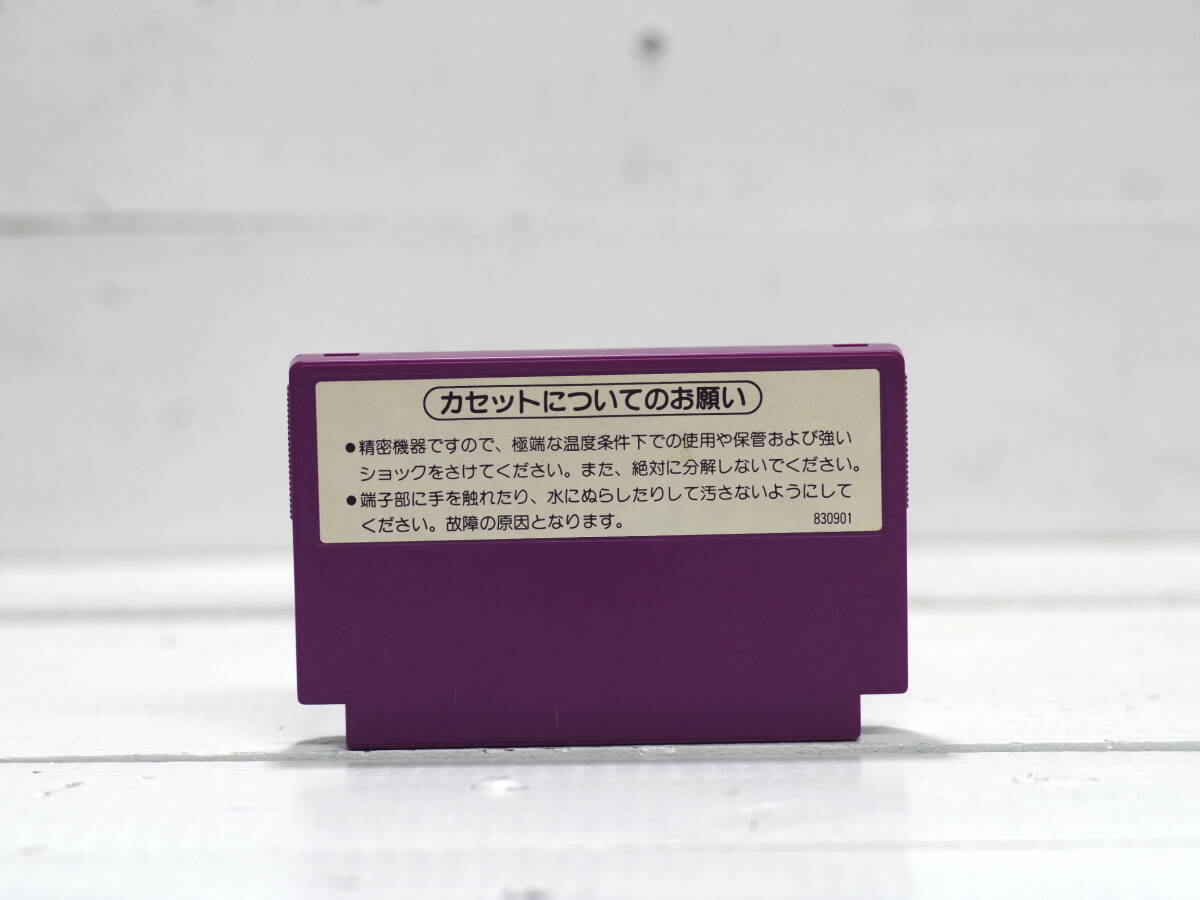 カセットについてのお願い
●精密機器ですので、極端な温度条件下での使用や保管および強い
ショックをさけてください。また、絶対に分解しないでください。
●端子部に手を触れたり、水にぬらしたりして汚さないようにして
ください。故障の原因となります。 830901